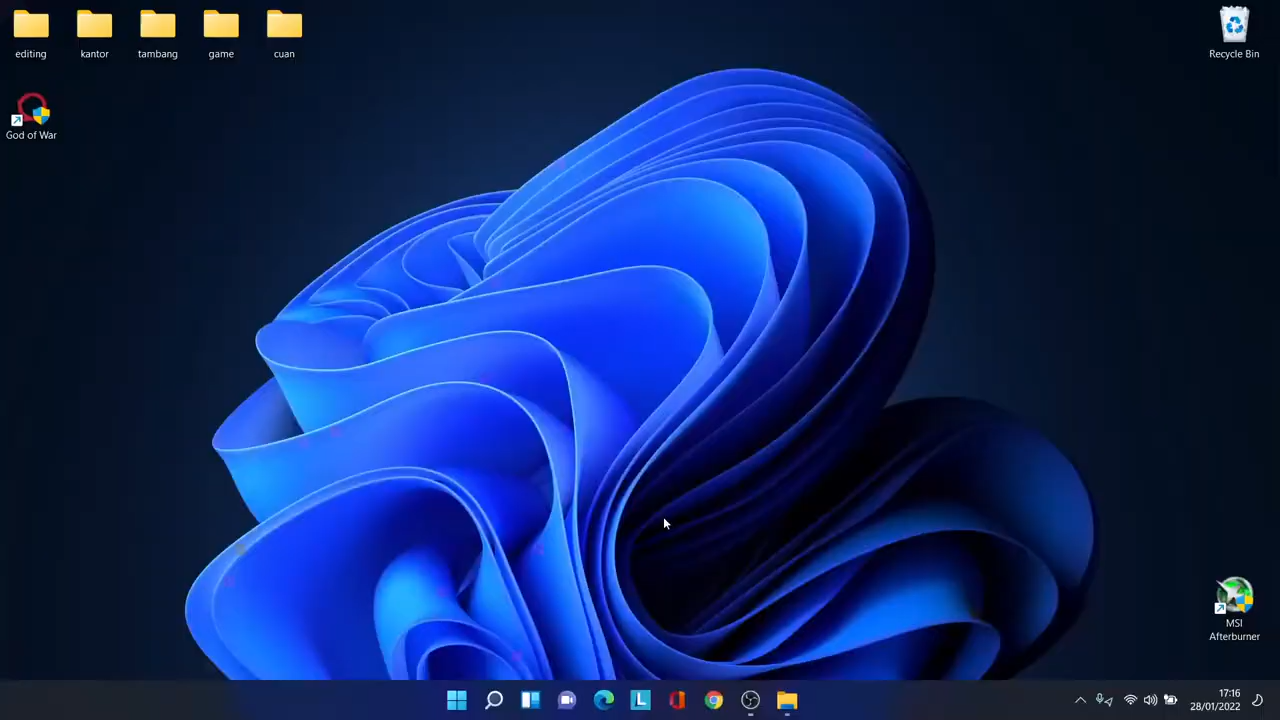 editing
kantor
tambang
game
cuan
Recycle Bin
God of War
MSI
Afterburner
L
17:16
28/01/2022